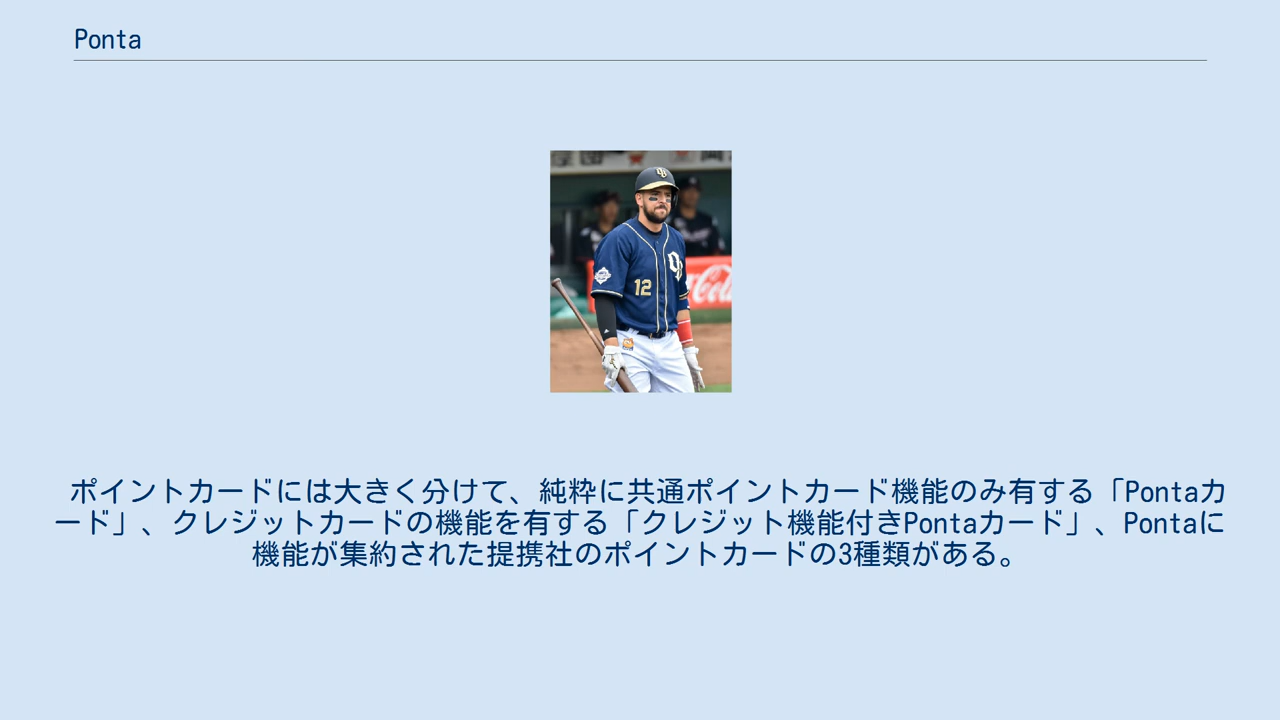 Ponta
12
Coca
ポイントカードには大きく分けて、純粋に共通ポイントカード機能のみ有する「Pontaカ
ード」、クレジットカードの機能を有する「クレジット機能付きPontaカード」、Pontaに
機能が集約された提携社のポイントカードの3種類がある。